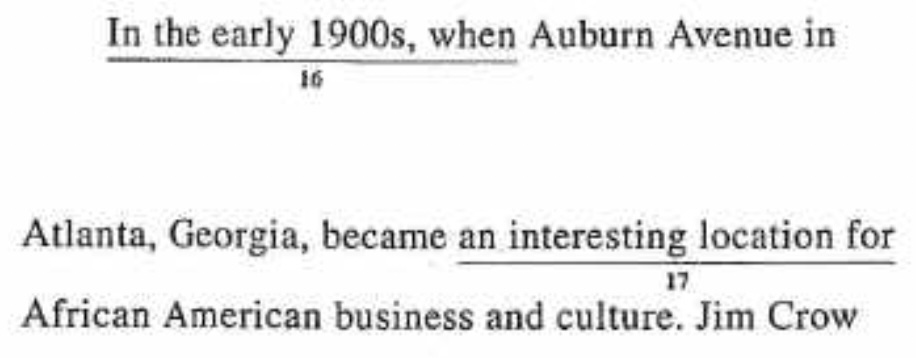 In the early 1900s, when Auburn Avenue in
16
Atlanta, Georgia, became an interesting location for
17
African American business and culture. Jim Crow